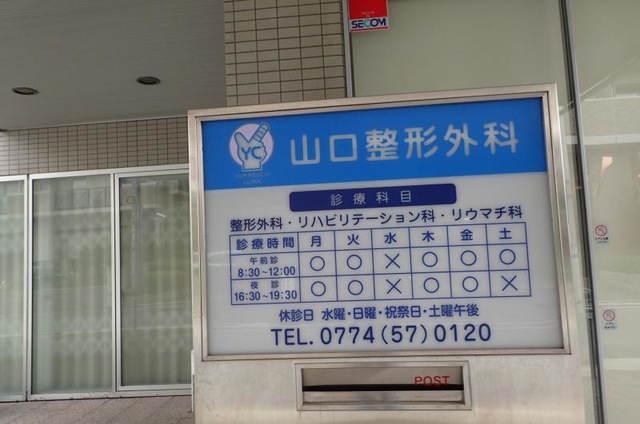 SECOM
YC
山口整形外科
診療科目
整形外科・リハビリテーション科・リウマチ科
診療時間 月 火 水 木 金 土
午前診 8:30~12:00 ○ ○ × ○ ○ ○
夜診 16:30~19:30 ○ ○ × ○ ○ ×
休診日 水曜・日曜・祝祭日・土曜午後
TEL. 0774(57)0120
POST